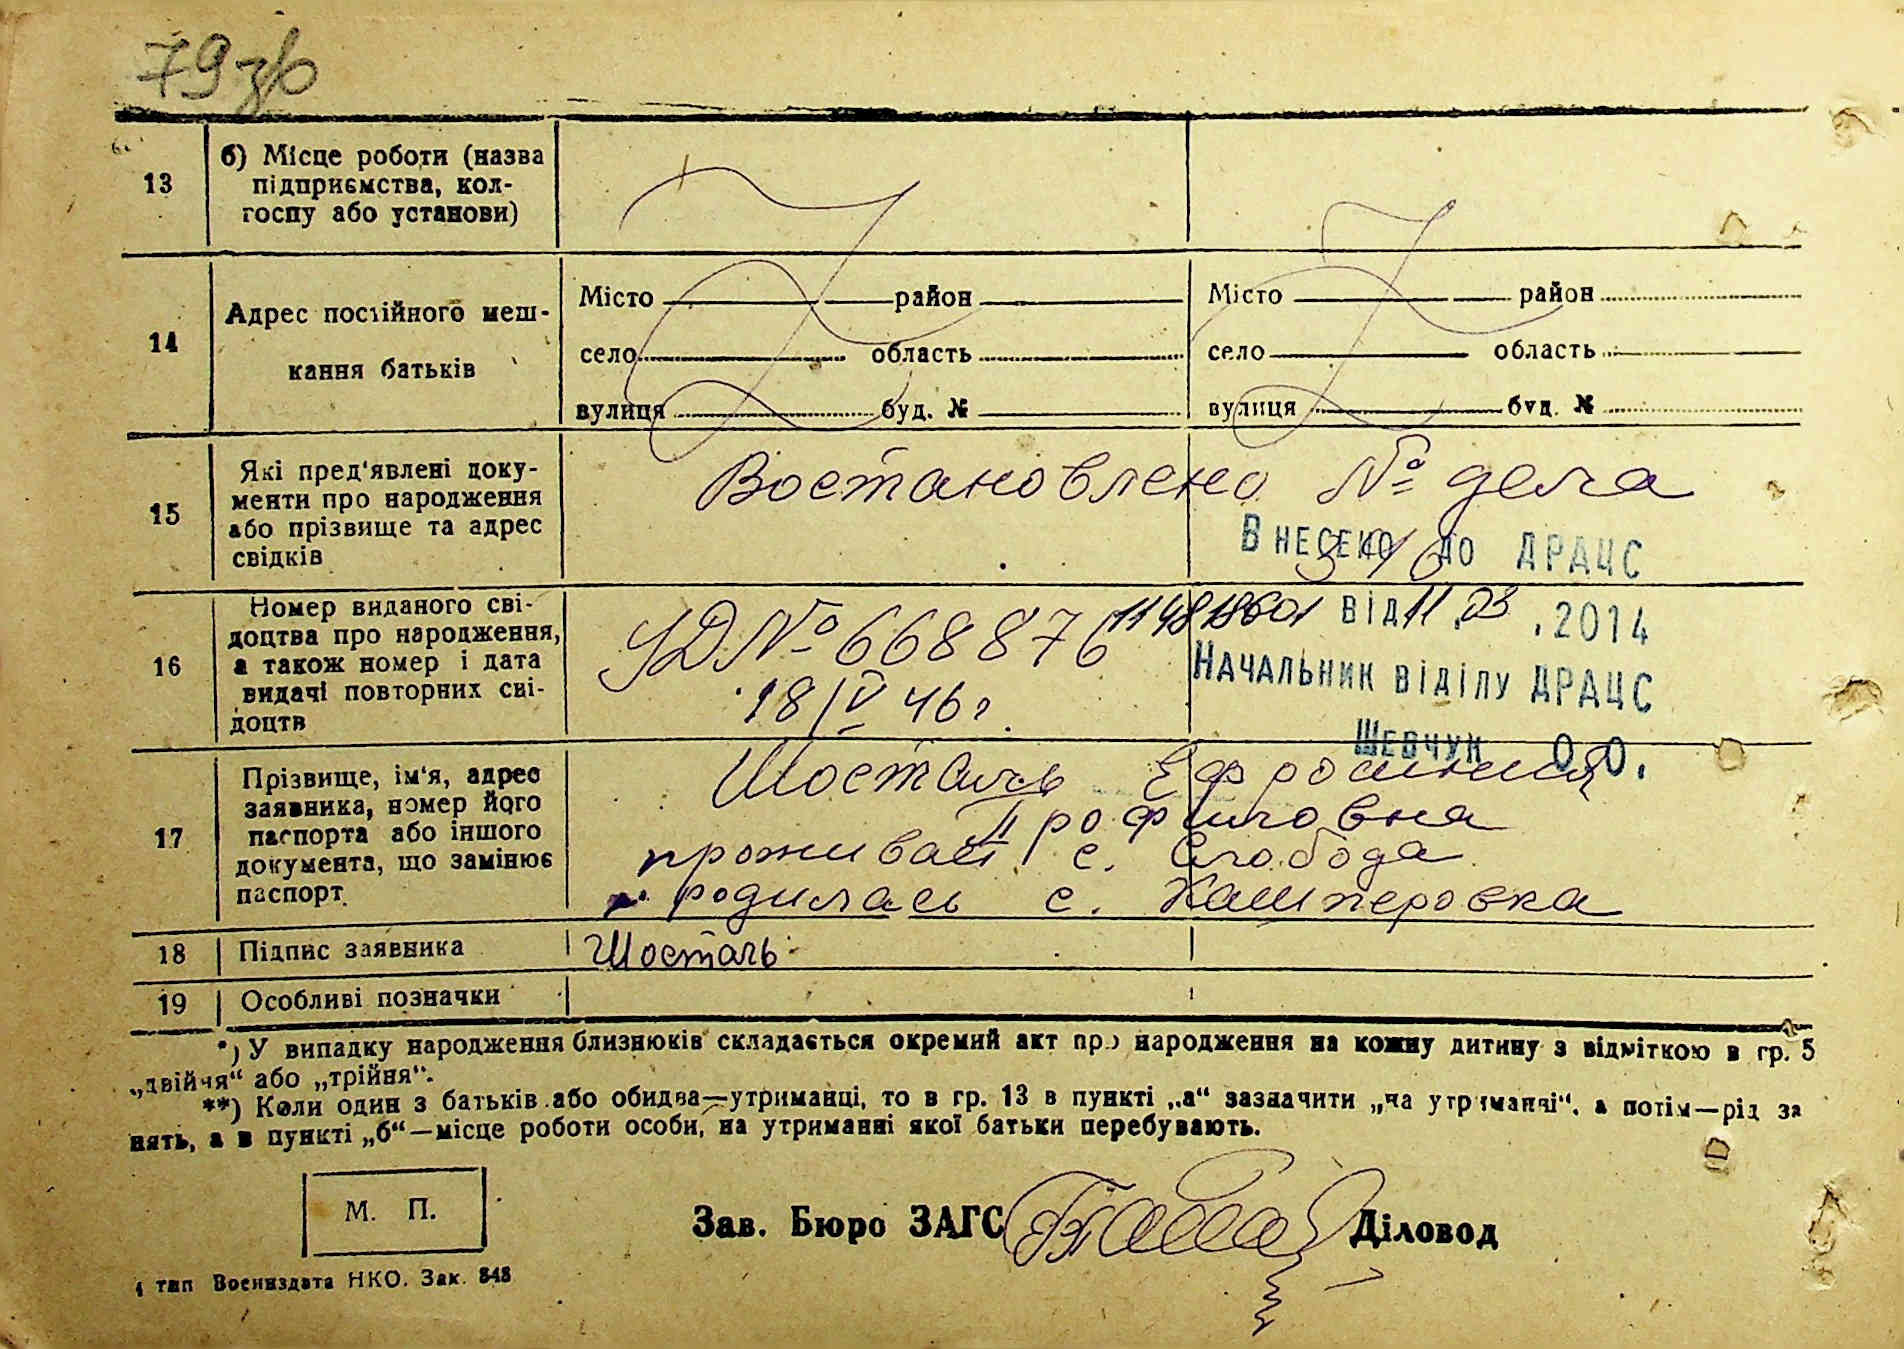 79зв
13
б) Місце роботи (назва
підприємства, кол-
госпу або установи)
14
Адрес постійного меш-
кання батьків
Місто район
село область
вулиця буд. №
Місто район
село область
вулиця буд. №
15
Які пред'явлені доку-
менти про народження
або прізвище та адрес
свідків
Востановлено № дела
Внесено до ДРАЦС
16
Номер виданого сві-
доцтва про народження,
а також номер і дата
видачі повторних сві-
доцтв
№ 668876
18/V 46 г.
від 11.03.2014
Начальник відділу ДРАЦС
Шевчук О.О.
17
Прізвище, ім'я, адрес
заявника, номер його
паспорта або іншого
документа, що замінює
паспорт
Шосталь Ефросиния
Трофимовна
проживает с. Слобода
родилась с. Кашперовка
18
Підпис заявника
Шосталь
19
Особливі позначки
*) У випадку народження близнюків складається окремий акт про народження на кожну дитину з відміткою в гр. 5
„двійня“ або „трійня“.
**) Коли один з батьків або обидва—утриманці, то в гр. 13 в пункті „а“ зазначити „на утриманні“, а потім—рід за
нять, а в пункті „б“—місце роботи особи, на утриманні якої батьки перебувають.
М. П.
Зав. Бюро ЗАГС
Діловод
1 тип Воениздата НКО. Зак. 848